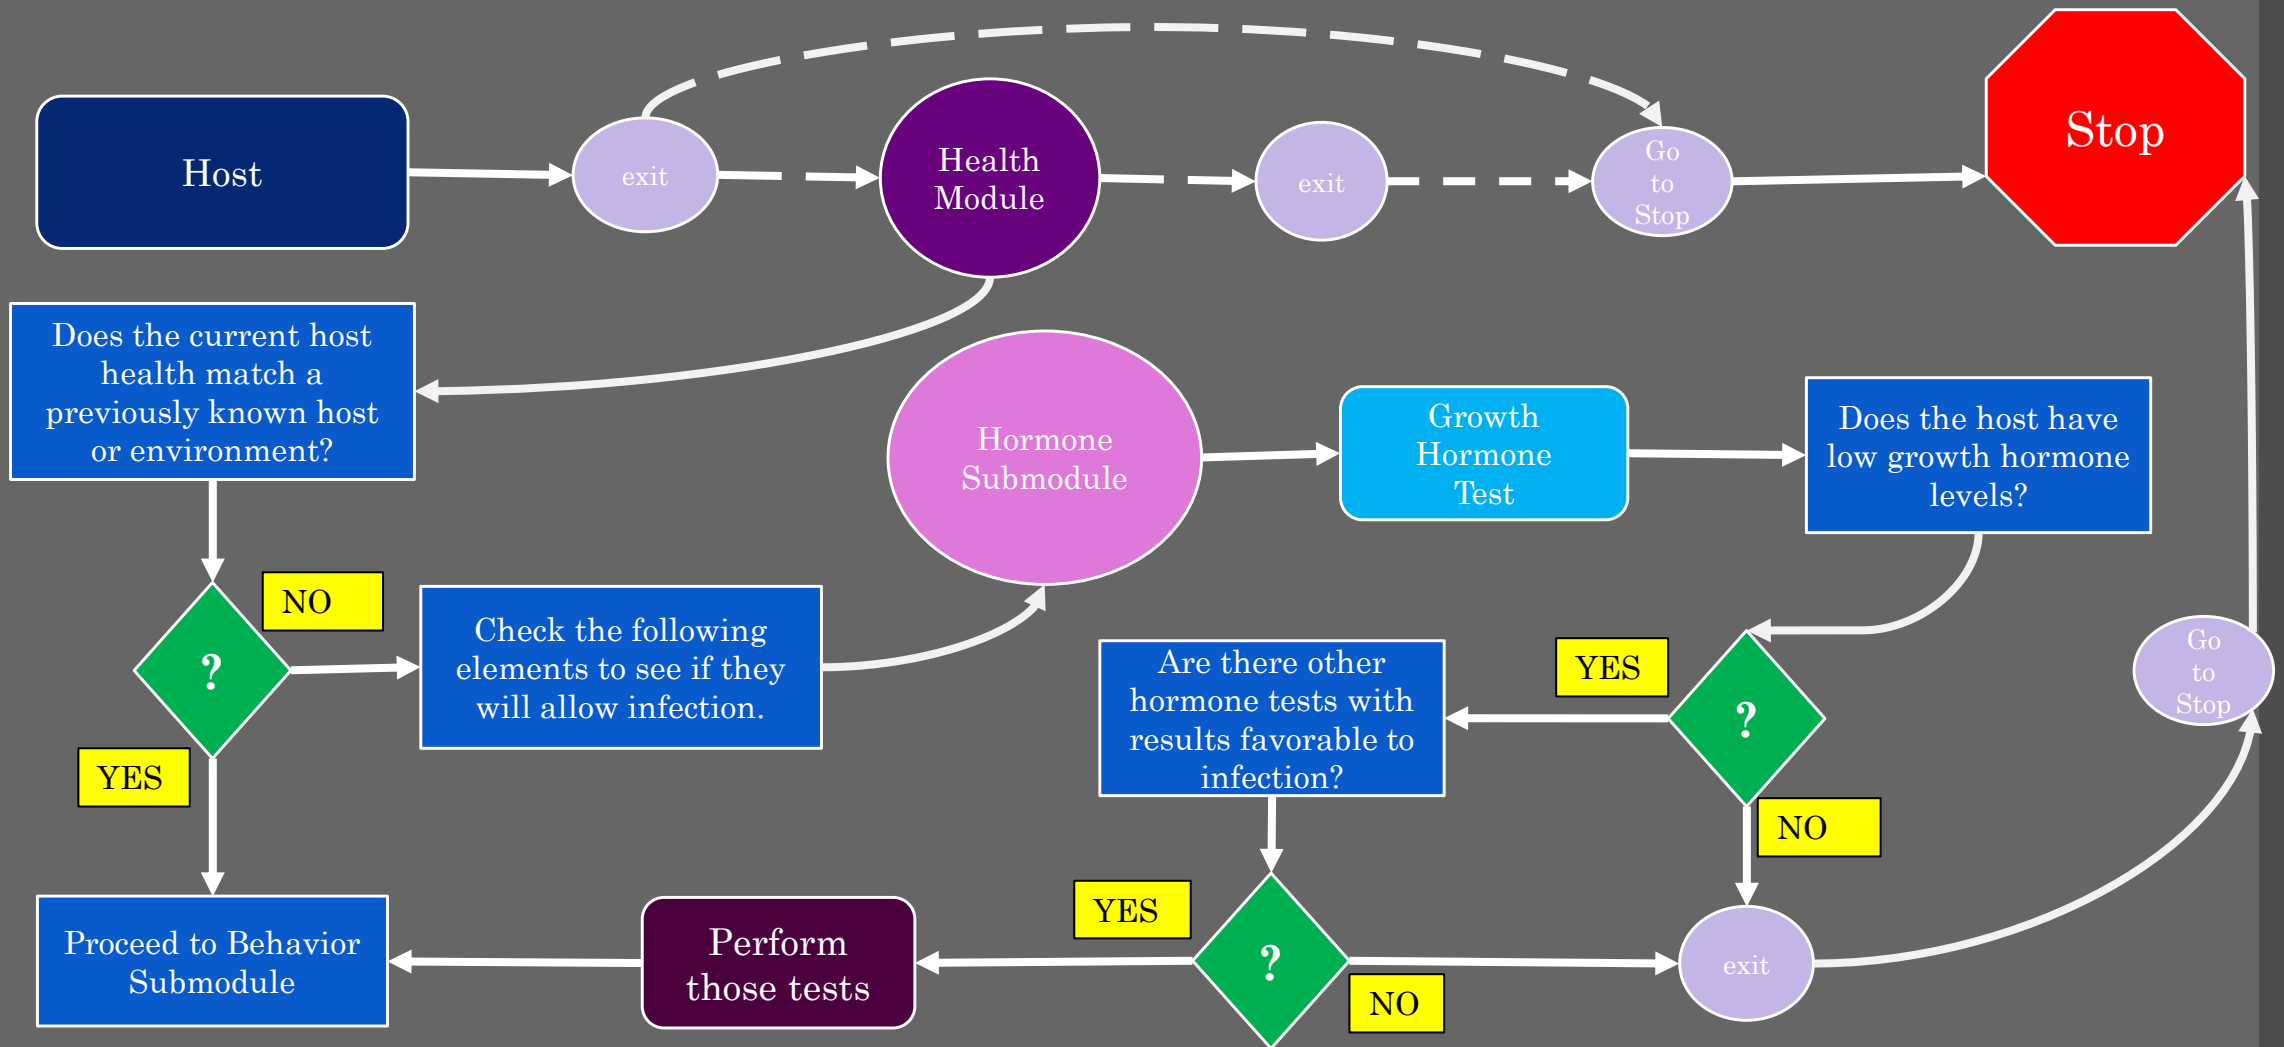 Host
exit
Health
Module
exit
Go
to
Stop
Stop
Does the current host
health match a
previously known host
or environment?
Hormone
Submodule
Growth
Hormone
Test
Does the host have
low growth hormone
levels?
NO
?
YES
Check the following
elements to see if they
will allow infection.
Are there other
hormone tests with
results favorable to
infection?
YES
?
NO
Go
to
Stop
Proceed to Behavior
Submodule
Perform
those tests
YES
?
NO
exit